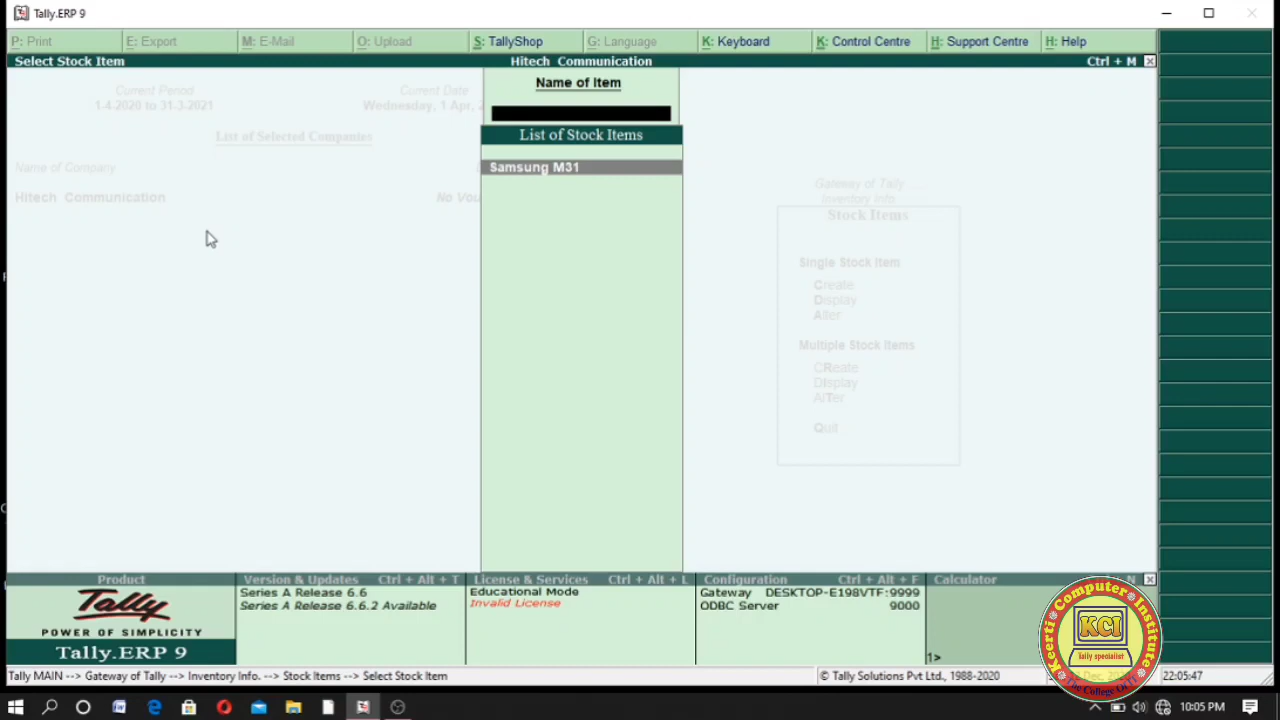 Tally.ERP 9
P: Print
E: Export
M: E-Mail
O: Upload
S: TallyShop
G: Language
K: Keyboard
K: Control Centre
H: Support Centre
H: Help
Select Stock Item
Hitech Communication
Ctrl + M
Current Period
1-4-2020 to 31-3-2021
Current Date
Wednesday, 1 Apr, 2
List of Selected Companies
Name of Company
Hitech Communication
No Vou
Name of Item
List of Stock Items
Samsung M31
Gateway of Tally ....
Inventory Info.
Stock Items
Single Stock Item
Create
Display
Alter
Multiple Stock Items
CReate
DIsplay
AlTer
Quit
Product
Tally
POWER OF SIMPLICITY
Tally.ERP 9
Version & Updates Ctrl + Alt + T
Series A Release 6.6
Series A Release 6.6.2 Available
License & Services Ctrl + Alt + L
Educational Mode
Invalid License
Configuration Ctrl + Alt + F
Gateway DESKTOP-E198VTF:9999
ODBC Server 9000
Calculator
N
1>
Keerti Computer Institute
KCI
Tally specialist
The College Of IT
Tally MAIN --> Gateway of Tally --> Inventory Info. --> Stock Items --> Select Stock Item
© Tally Solutions Pvt Ltd., 1988-2020
Dec,
22:05:47
10:05 PM